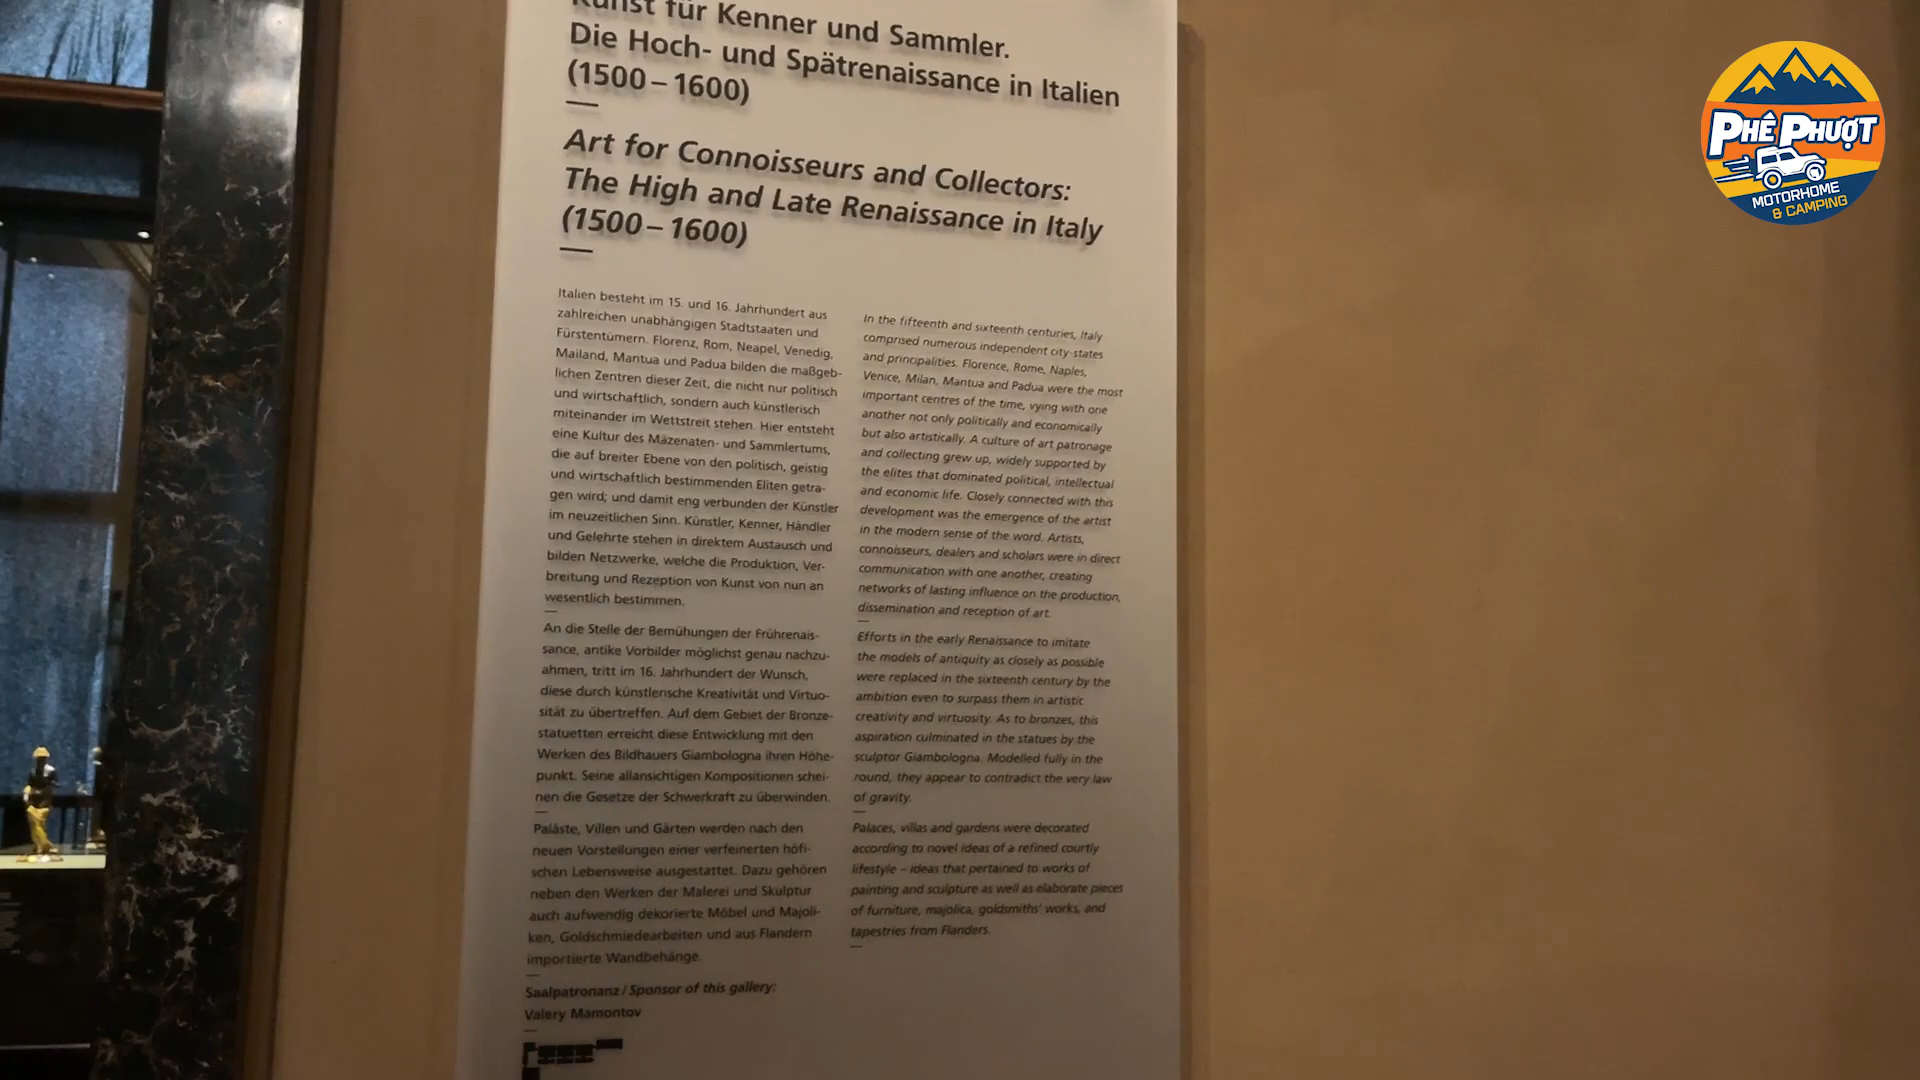 Kunst für Kenner und Sammler.
Die Hoch- und Spätrenaissance in Italien
(1500–1600)
Art for Connoisseurs and Collectors:
The High and Late Renaissance in Italy
(1500–1600)
Italien besteht im 15. und 16. Jahrhundert aus
zahlreichen unabhängigen Stadtstaaten und
Fürstentümern. Florenz, Rom, Neapel, Venedig,
Mailand, Mantua und Padua bilden die maßgeb-
lichen Zentren dieser Zeit, die nicht nur politisch
und wirtschaftlich, sondern auch künstlerisch
miteinander im Wettstreit stehen. Hier entsteht
eine Kultur des Mäzenaten- und Sammlertums,
die auf breiter Ebene von den politisch, geistig
und wirtschaftlich bestimmenden Eliten getra-
gen wird; und damit eng verbunden der Künstler
im neuzeitlichen Sinn. Künstler, Kenner, Händler
und Gelehrte stehen in direktem Austausch und
bilden Netzwerke, welche die Produktion, Ver-
breitung und Rezeption von Kunst von nun an
wesentlich bestimmen.
An die Stelle der Bemühungen der Frührenais-
sance, antike Vorbilder möglichst genau nachzu-
ahmen, tritt im 16. Jahrhundert der Wunsch,
diese durch künstlerische Kreativität und Virtuo-
sität zu übertreffen. Auf dem Gebiet der Bronze-
statuetten erreicht diese Entwicklung mit den
Werken des Bildhauers Giambologna ihren Höhe-
punkt. Seine allansichtigen Kompositionen schei-
nen die Gesetze der Schwerkraft zu überwinden.
Paläste, Villen und Gärten werden nach den
neuen Vorstellungen einer verfeinerten höfi-
schen Lebensweise ausgestattet. Dazu gehören
neben den Werken der Malerei und Skulptur
auch aufwendig dekorierte Möbel und Majoli-
ken, Goldschmiedearbeiten und aus Flandern
importierte Wandbehänge.
In the fifteenth and sixteenth centuries, Italy
comprised numerous independent city-states
and principalities. Florence, Rome, Naples,
Venice, Milan, Mantua and Padua were the most
important centres of the time, vying with one
another not only politically and economically
but also artistically. A culture of art patronage
and collecting grew up, widely supported by
the elites that dominated political, intellectual
and economic life. Closely connected with this
development was the emergence of the artist
in the modern sense of the word. Artists,
connoisseurs, dealers and scholars were in direct
communication with one another, creating
networks of lasting influence on the production,
dissemination and reception of art.
Efforts in the early Renaissance to imitate
the models of antiquity as closely as possible
were replaced in the sixteenth century by the
ambition even to surpass them in artistic
creativity and virtuosity. As to bronzes, this
aspiration culminated in the statues by the
sculptor Giambologna. Modelled fully in the
round, they appear to contradict the very law
of gravity.
Palaces, villas and gardens were decorated
according to novel ideas of a refined courtly
lifestyle – ideas that pertained to works of
painting and sculpture as well as elaborate pieces
of furniture, majolica, goldsmiths' works, and
tapestries from Flanders.
Saalpatronanz / Sponsor of this gallery:
Valery Mamontov
PHÊ PHƯỢT
MOTORHOME
& CAMPING